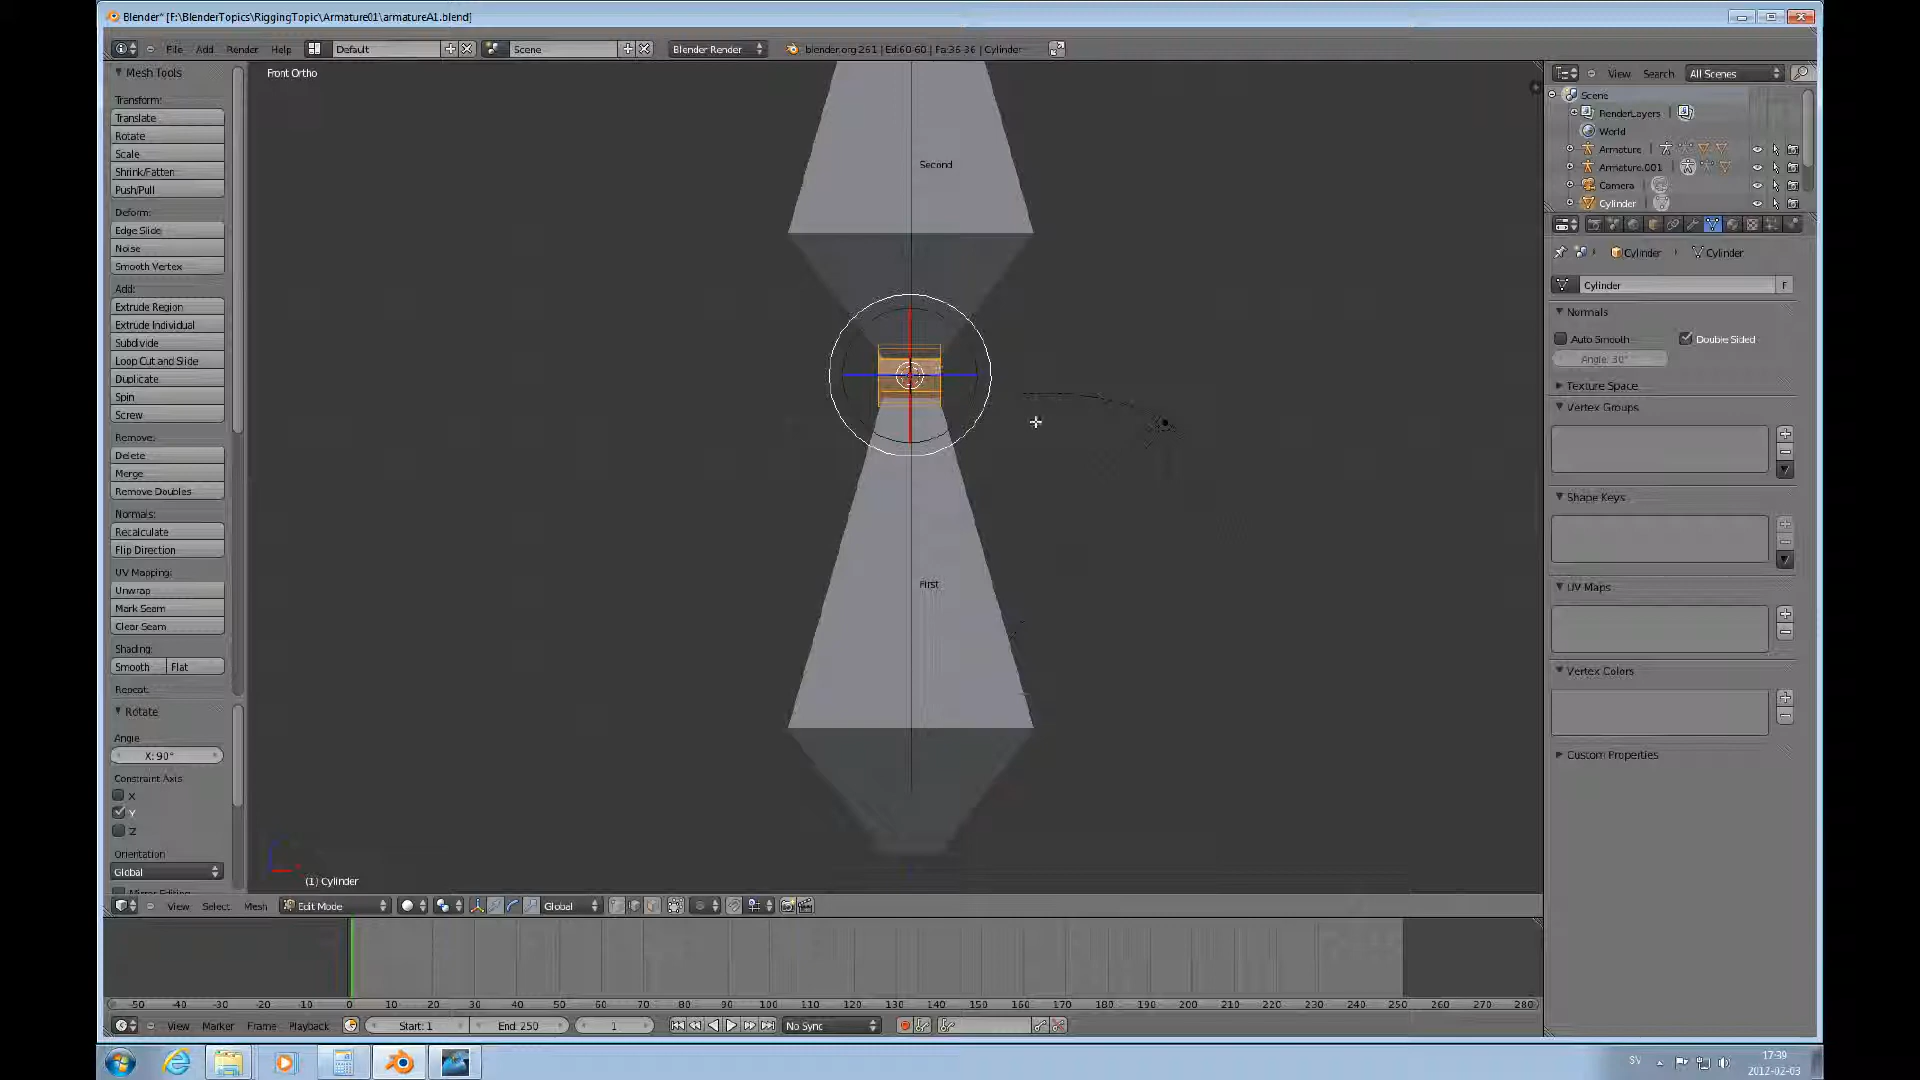 Blender* [F:\BlenderTopics\RiggingTopic\Armature01\armatureA1.blend]
File Add Render Help Default Scene Blender Render blender.org 261 | Ed:60-60 | Fa:36-36 | Cylinder
Mesh Tools
Front Ortho
View Search All Scenes
Transform:
Translate
Rotate
Scale
Shrink/Fatten
Push/Pull
Deform:
Edge Slide
Noise
Smooth Vertex
Add:
Extrude Region
Extrude Individual
Subdivide
Loop Cut and Slide
Duplicate
Spin
Screw
Remove:
Delete
Merge
Remove Doubles
Normals:
Recalculate
Flip Direction
UV Mapping:
Unwrap
Mark Seam
Clear Seam
Shading:
Smooth Flat
Repeat:
Rotate
Angle
X: 90°
Constraint Axis
X
Y
Z
Orientation
Global
Second
First
(1) Cylinder
Scene
RenderLayers
World
Armature
Armature.001
Camera
Cylinder
Cylinder Cylinder
Cylinder F
Normals
Auto Smooth Double Sided
Angle: 30°
Texture Space
Vertex Groups
Shape Keys
UV Maps
Vertex Colors
Custom Properties
View Select Mesh Edit Mode Global
-50 -40 -30 -20 -10 0 10 20 30 40 50 60 70 80 90 100 110 120 130 140 150 160 170 180 190 200 210 220 230 240 250 260 270 280
View Marker Frame Playback Start: 1 End: 250 1 No Sync
SV 17:39
2012-02-03